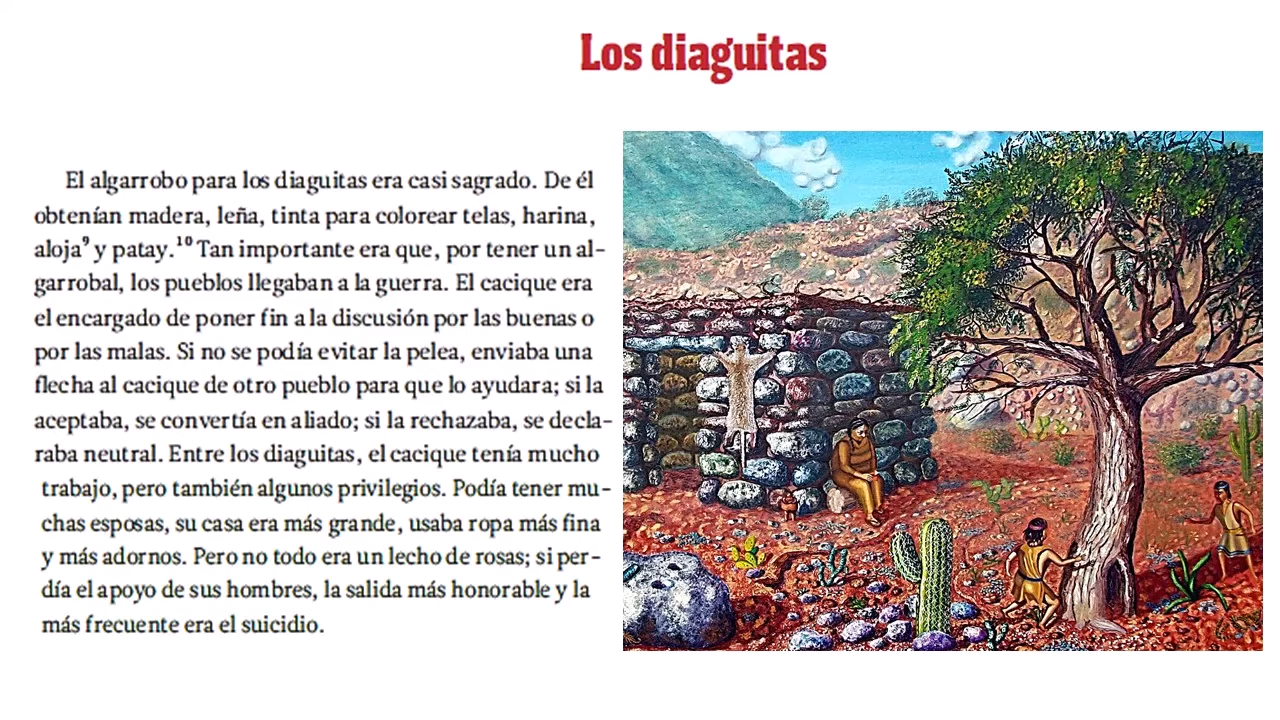 Los diaguitas
El algarrobo para los diaguitas era casi sagrado. De él
obtenían madera, leña, tinta para colorear telas, harina,
aloja⁹ y patay.¹⁰ Tan importante era que, por tener un al-
garrobal, los pueblos llegaban a la guerra. El cacique era
el encargado de poner fin a la discusión por las buenas o
por las malas. Si no se podía evitar la pelea, enviaba una
flecha al cacique de otro pueblo para que lo ayudara; si la
aceptaba, se convertía en aliado; si la rechazaba, se decla-
raba neutral. Entre los diaguitas, el cacique tenía mucho
trabajo, pero también algunos privilegios. Podía tener mu-
chas esposas, su casa era más grande, usaba ropa más fina
y más adornos. Pero no todo era un lecho de rosas; si per-
día el apoyo de sus hombres, la salida más honorable y la
más frecuente era el suicidio.